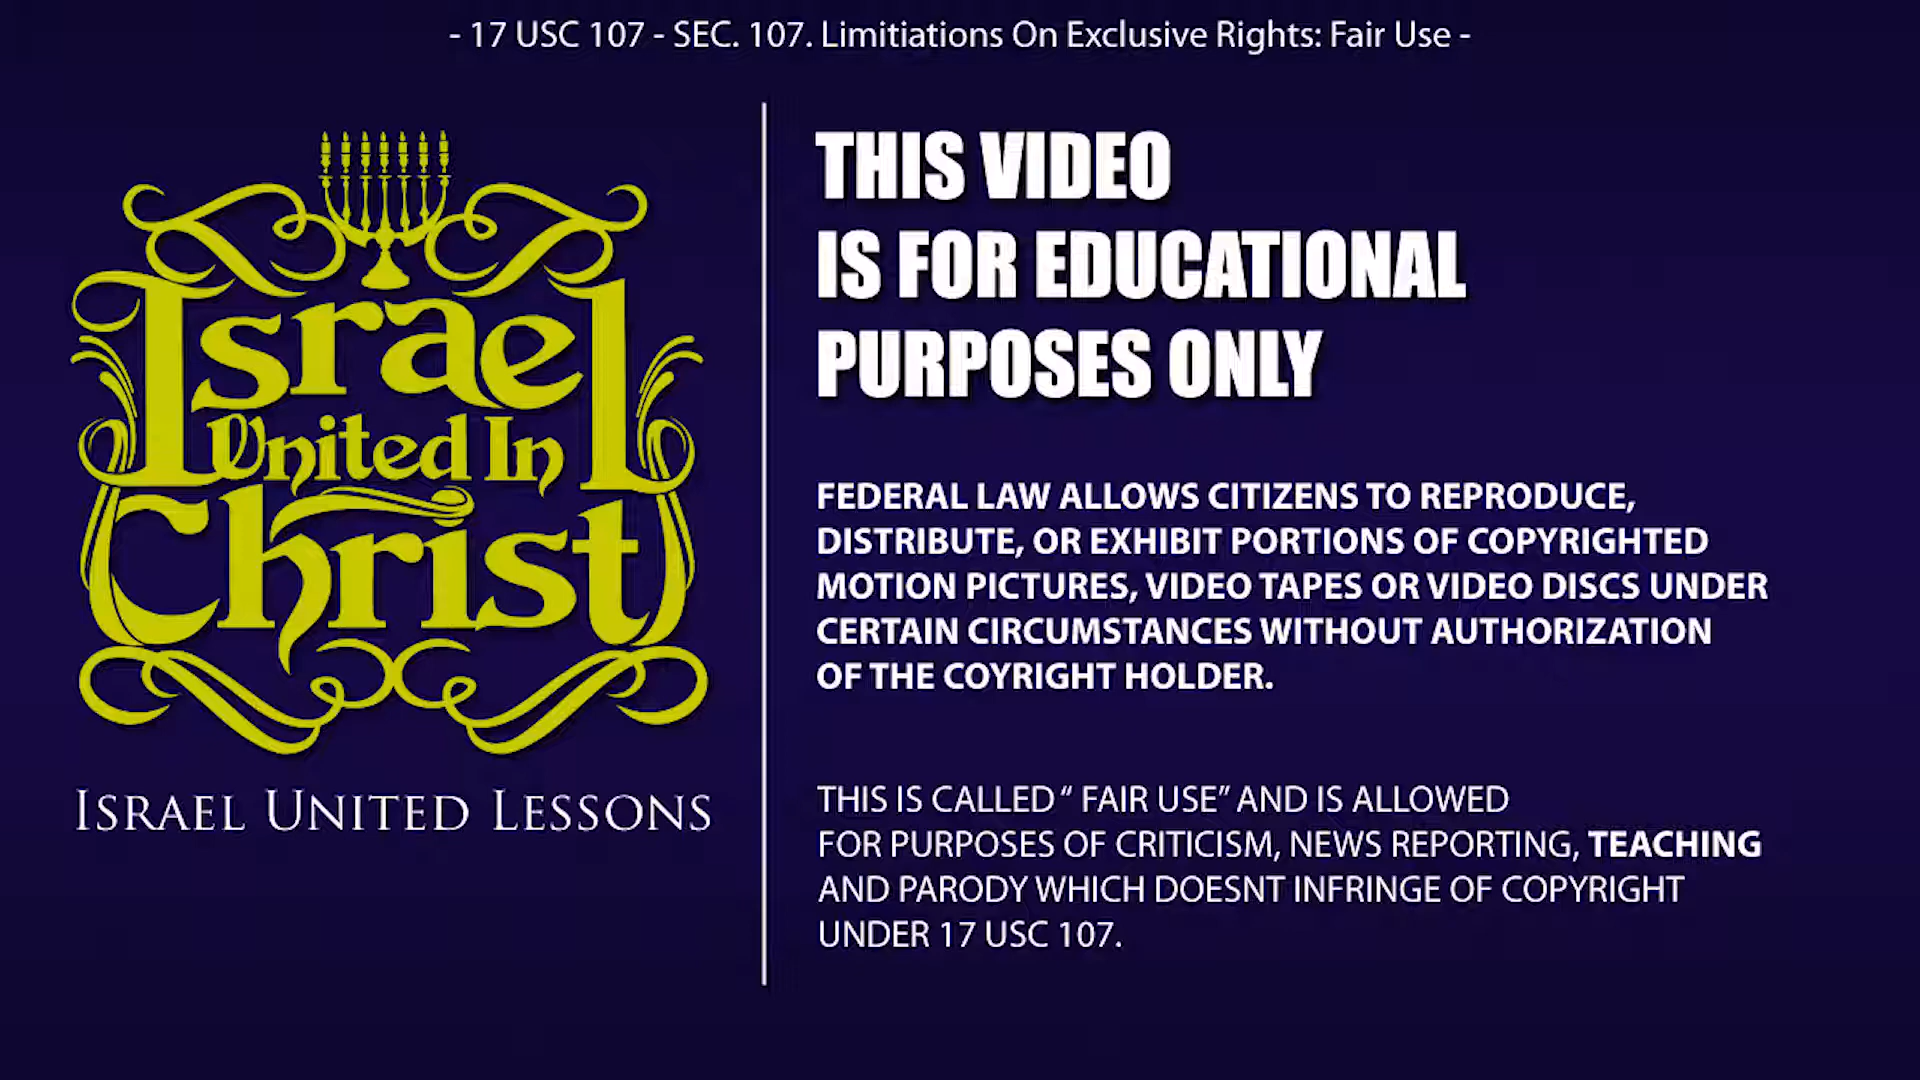 - 17 USC 107 - SEC. 107. Limitiations On Exclusive Rights: Fair Use -
Israel
United In
Christ
ISRAEL UNITED LESSONS
THIS VIDEO
IS FOR EDUCATIONAL
PURPOSES ONLY
FEDERAL LAW ALLOWS CITIZENS TO REPRODUCE,
DISTRIBUTE, OR EXHIBIT PORTIONS OF COPYRIGHTED
MOTION PICTURES, VIDEO TAPES OR VIDEO DISCS UNDER
CERTAIN CIRCUMSTANCES WITHOUT AUTHORIZATION
OF THE COYRIGHT HOLDER.
THIS IS CALLED “ FAIR USE” AND IS ALLOWED
FOR PURPOSES OF CRITICISM, NEWS REPORTING, TEACHING
AND PARODY WHICH DOESNT INFRINGE OF COPYRIGHT
UNDER 17 USC 107.